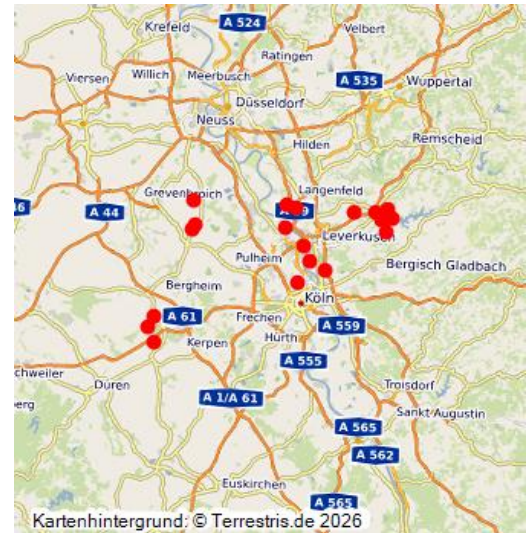 Krefeld
A 524
Velbert
Ratingen
Viersen
Willich
Meerbusch
A 535
Wuppertal
Düsseldorf
Neuss
Hilden
Remscheid
Grevenbroich
Langenfeld
A 44
Leverkusen
Pulheim
Bergisch Gladbach
Bergheim
A 61
Köln
Frechen
A 559
Kerpen
Hürth
A 555
Düren
Troisdorf
A 1/A 61
Sankt Augustin
A 565
A 562
Euskirchen
A 565
Kartenhintergrund: © Terrestris.de 2026